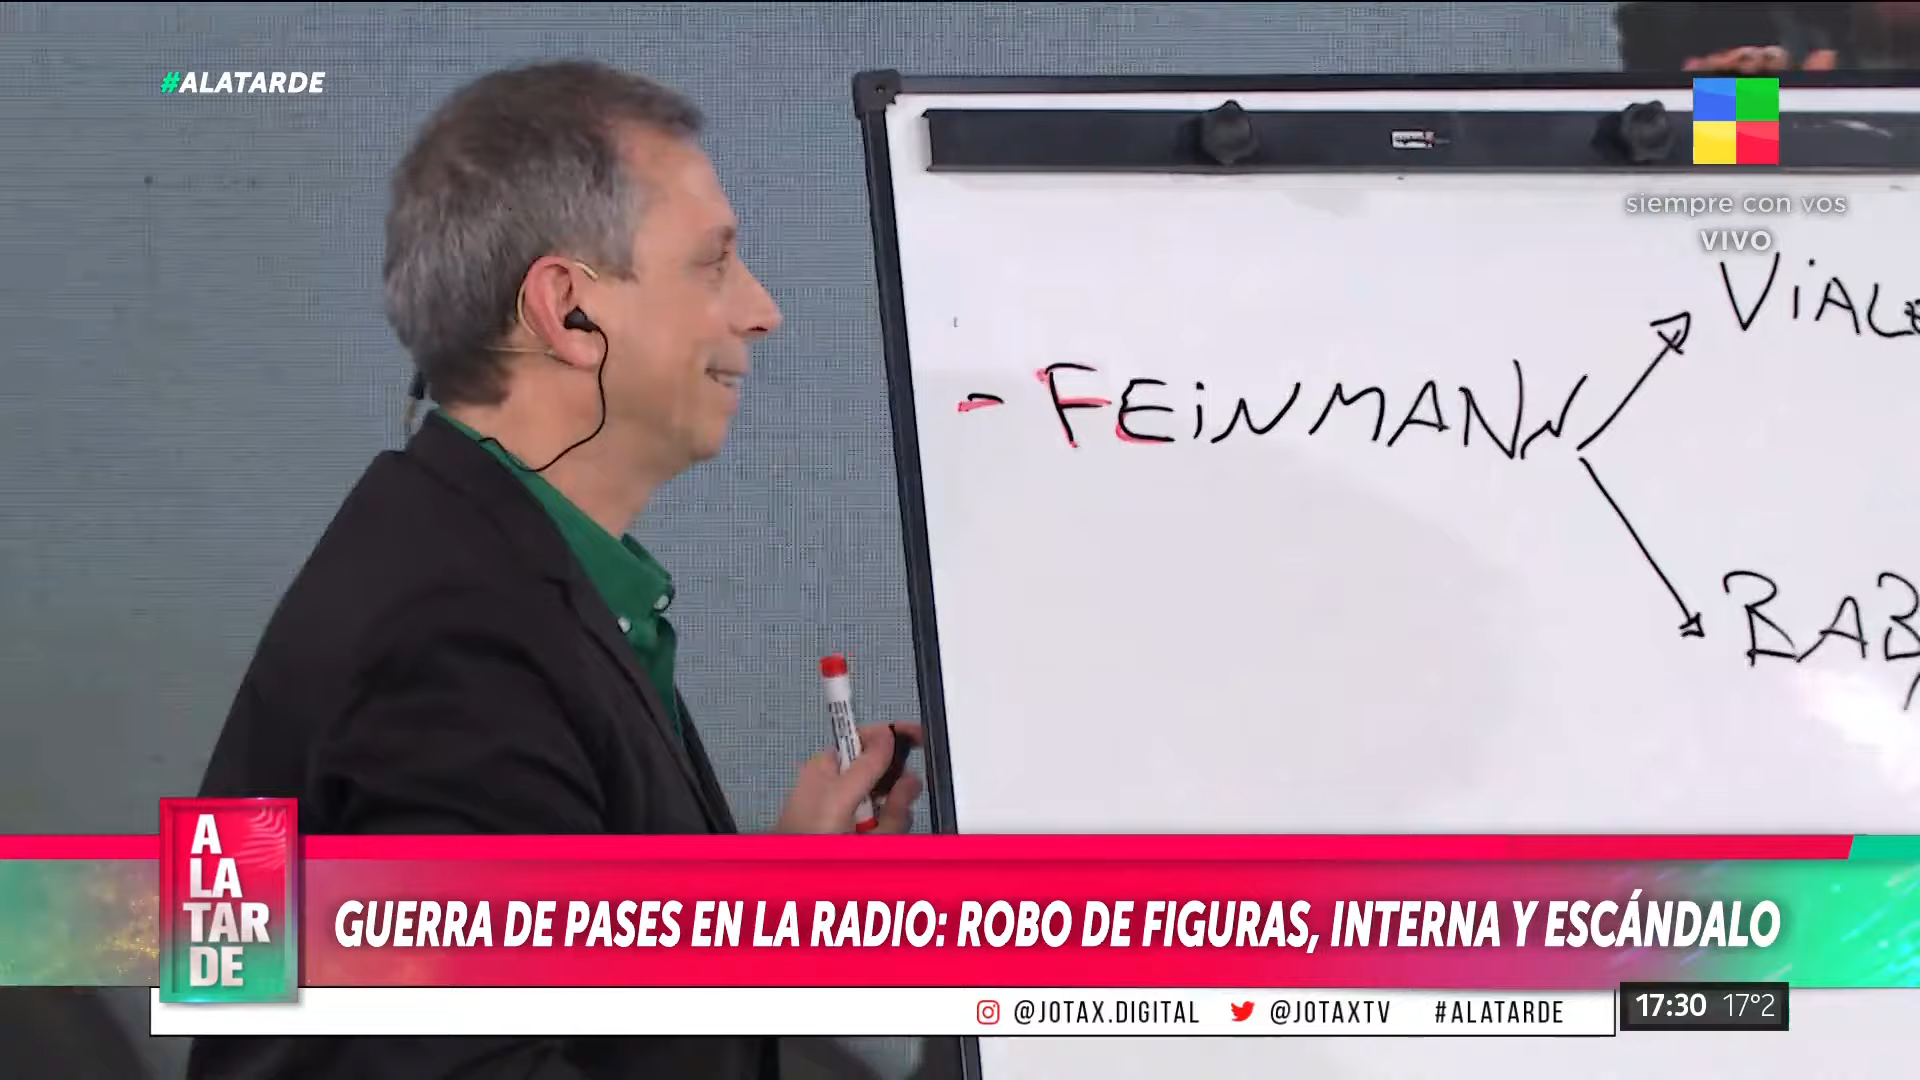 #ALATARDE
siempre con vos
VIVO
VIALE
- FEINMANN
BAB
A
LA
TAR
DE
GUERRA DE PASES EN LA RADIO: ROBO DE FIGURAS, INTERNA Y ESCÁNDALO
@JOTAX.DIGITAL @JOTAXTV #ALATARDE
17:30 17°2